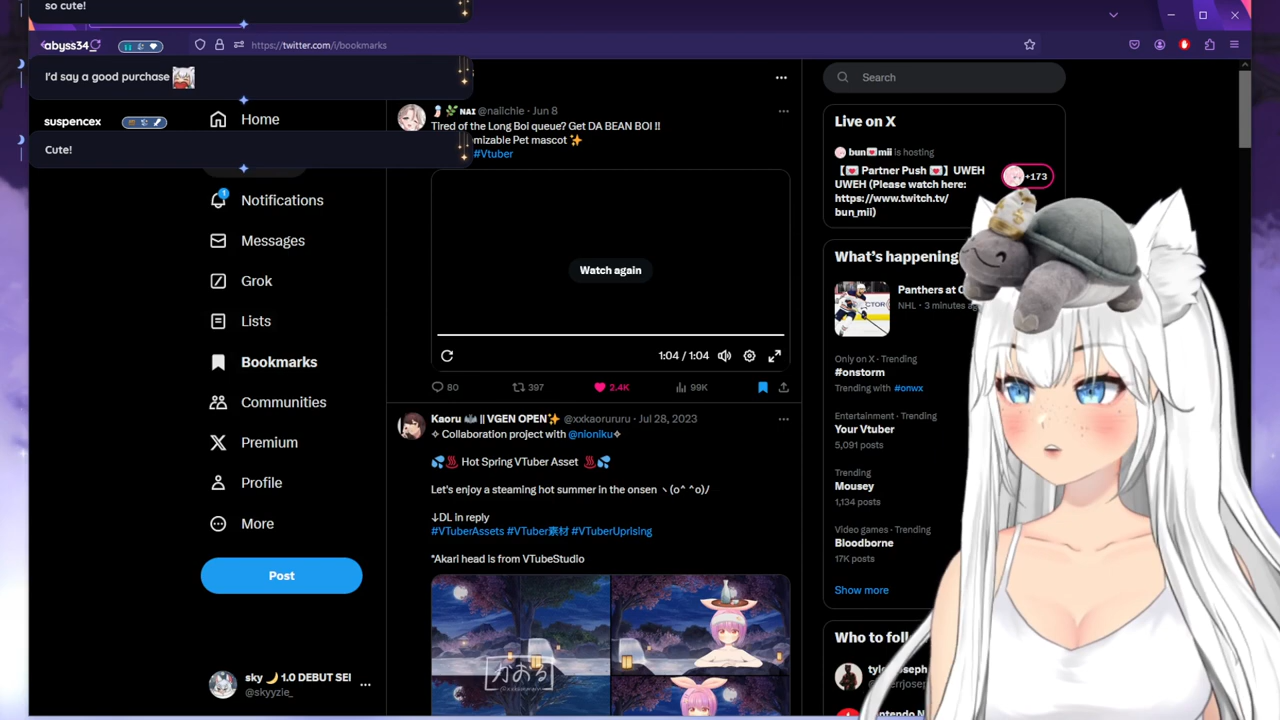 so cute!
abyss34_
https://twitter.com/i/bookmarks
I'd say a good purchase
suspencex
Cute!
Home
Notifications
1
Messages
Grok
Lists
Bookmarks
Communities
Premium
Profile
More
Post
sky 🌙 1.0 DEBUT SE
@skyyzie_
NAI @naiichie · Jun 8
Tired of the Long Boi queue? Get DA BEAN BOI !!
mizable Pet mascot ✨
#Vtuber
Watch again
1:04 / 1:04
80
397
2.4K
99K
Kaoru || VGEN OPEN✨ @xxkaorururu · Jul 28, 2023
✧ Collaboration project with @nioniku✧
💦♨️ Hot Spring VTuber Asset ♨️💦
Let's enjoy a steaming hot summer in the onsen ヽ(o^ ^o)/
↓DL in reply
#VTuberAssets #VTuber素材 #VTuberUprising
*Akari head is from VTubeStudio
かおる
Search
Live on X
bun💌mii is hosting
【💌 Partner Push 💌】UWEH
UWEH (Please watch here:
https://www.twitch.tv/
bun_mii)
+173
What's happening
Panthers at
NHL · 3 minutes
Only on X · Trending
#onstorm
Trending with #onwx
Entertainment · Trending
Your Vtuber
5,091 posts
Trending
Mousey
1,134 posts
Video games · Trending
Bloodborne
17K posts
Show more
Who to foll